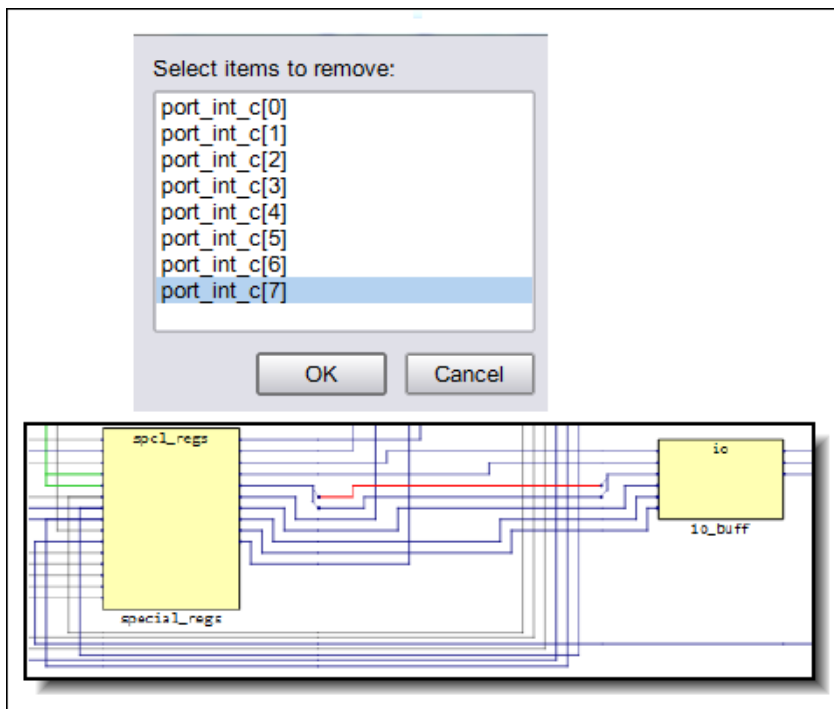 Select items to remove:
port_int_c[0]
port_int_c[1]
port_int_c[2]
port_int_c[3]
port_int_c[4]
port_int_c[5]
port_int_c[6]
port_int_c[7]
OK Cancel
spcl_regs
io
io_buff
special_regs